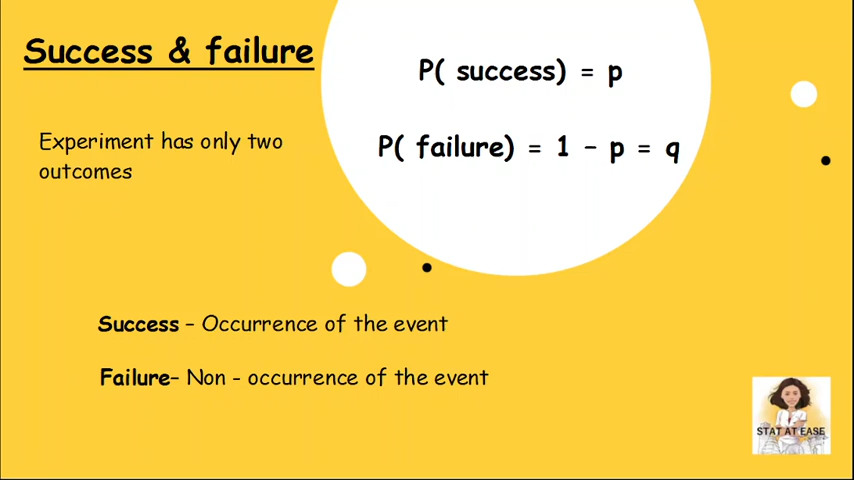 Success & failure
P( success) = p
Experiment has only two
outcomes
P( failure) = 1 – p = q
Success – Occurrence of the event
Failure– Non - occurrence of the event
STAT AT EASE